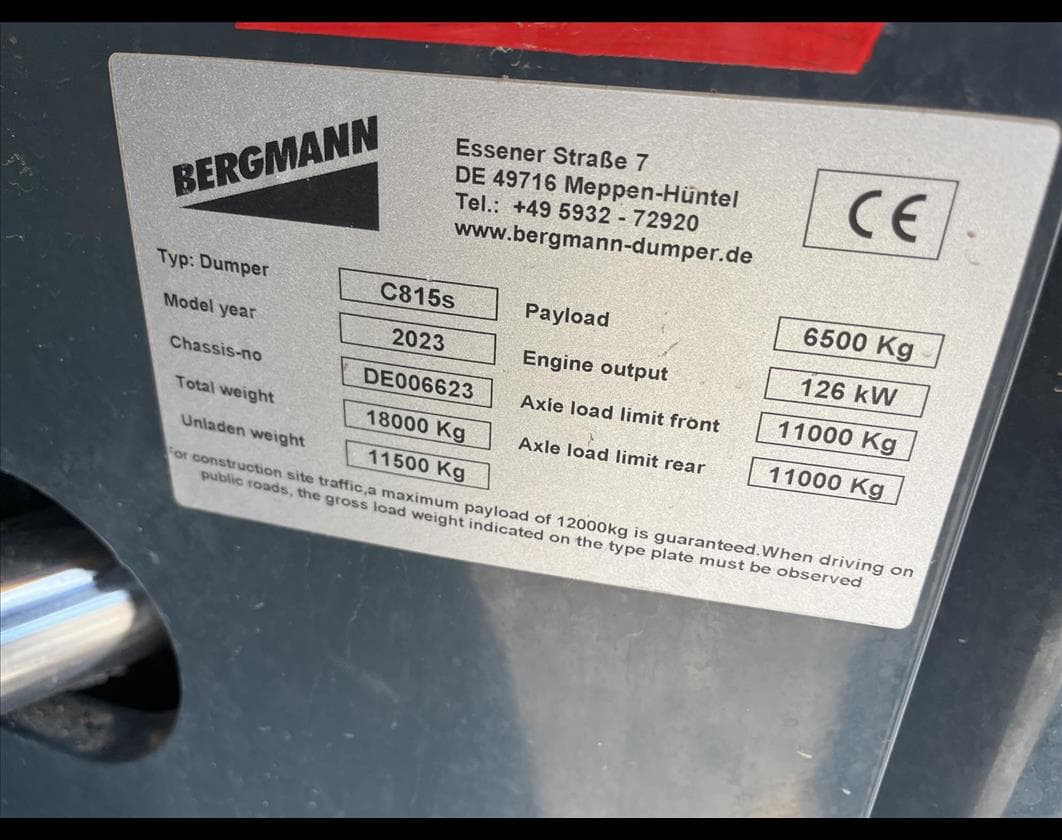 BERGMANN
Essener Straße 7
DE 49716 Meppen-Hüntel
Tel.: +49 5932 - 72920
www.bergmann-dumper.de
CE
Typ: Dumper C815s
Model year 2023
Chassis-no DE006623
Total weight 18000 Kg
Unladen weight 11500 Kg
Payload 6500 Kg
Engine output 126 kW
Axle load limit front 11000 Kg
Axle load limit rear 11000 Kg
For construction site traffic,a maximum payload of 12000kg is guaranteed.When driving on
public roads, the gross load weight indicated on the type plate must be observed